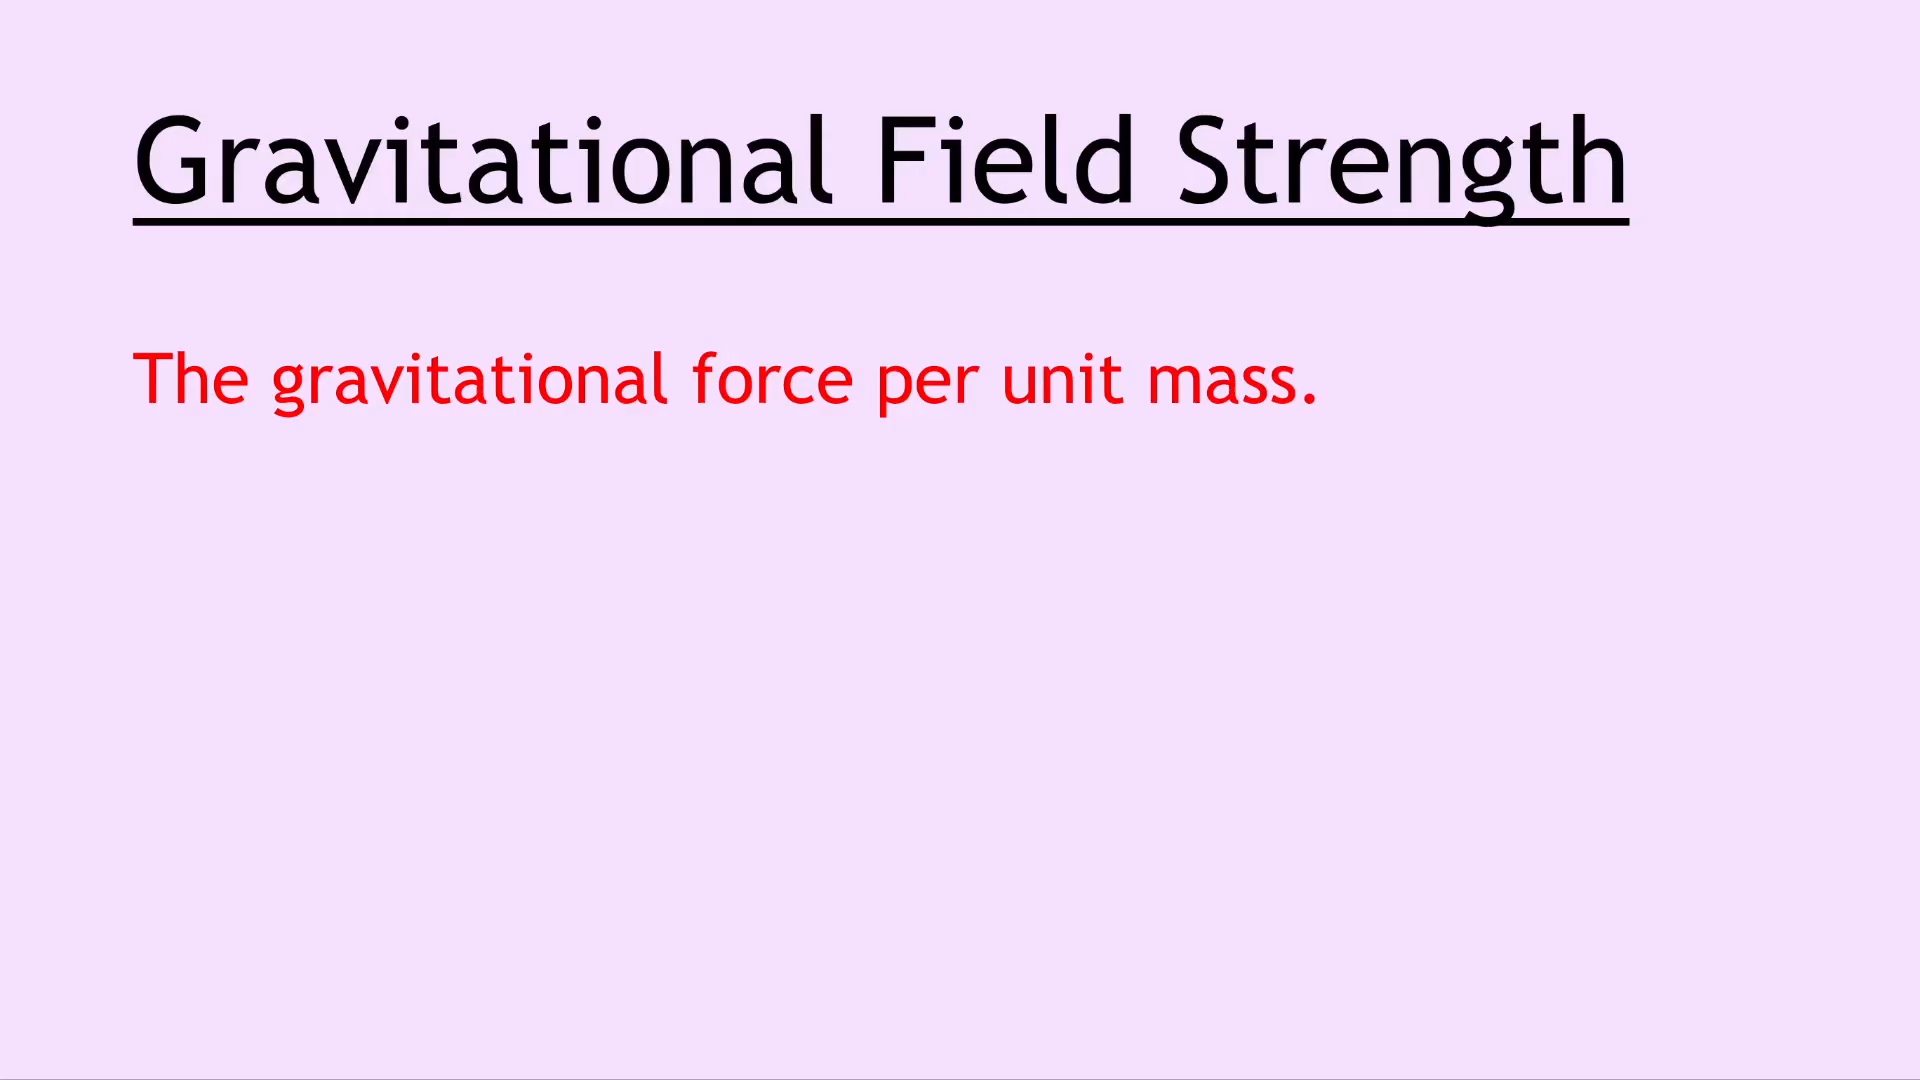 Gravitational Field Strength
The gravitational force per unit mass.